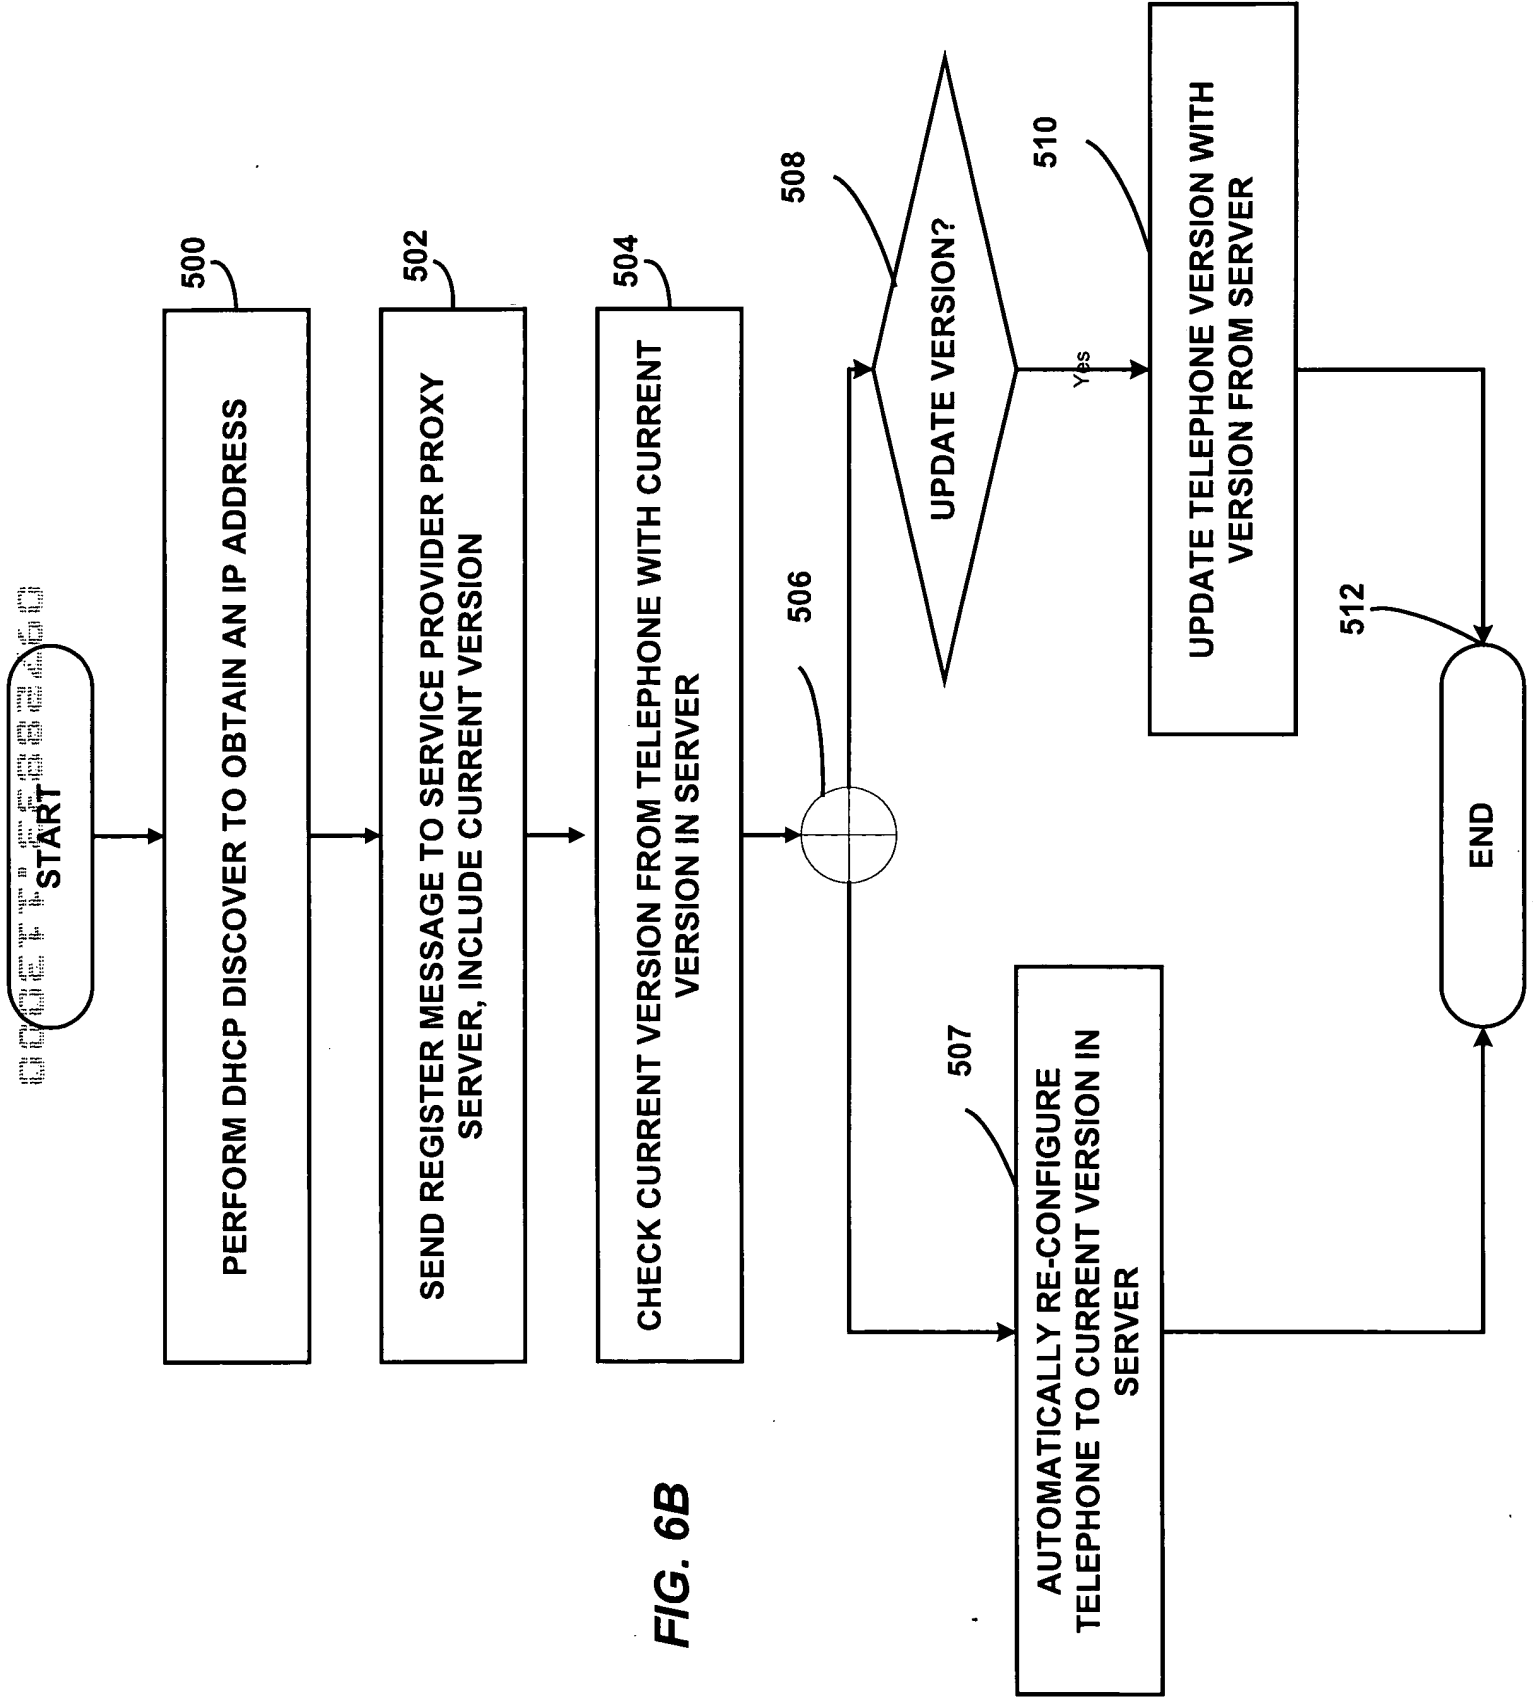 START
500
PERFORM DHCP DISCOVER TO OBTAIN AN IP ADDRESS
502
SEND REGISTER MESSAGE TO SERVICE PROVIDER PROXY
SERVER, INCLUDE CURRENT VERSION
504
CHECK CURRENT VERSION FROM TELEPHONE WITH CURRENT
VERSION IN SERVER
506
508
UPDATE VERSION?
Yes
507
AUTOMATICALLY RE-CONFIGURE
TELEPHONE TO CURRENT VERSION IN
SERVER
510
UPDATE TELEPHONE VERSION WITH
VERSION FROM SERVER
512
END
FIG. 6B